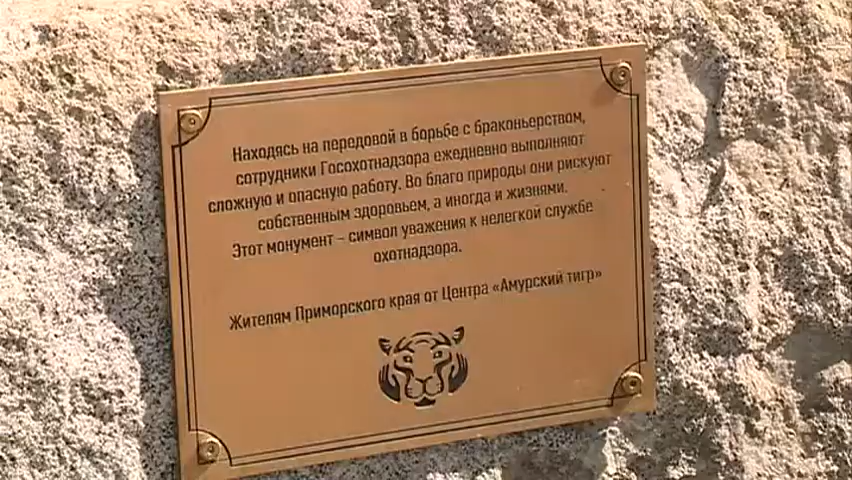 Находясь на передовой в борьбе с браконьерством,
сотрудники Госохотнадзора ежедневно выполняют
сложную и опасную работу. Во благо природы они рискуют
собственным здоровьем, а иногда и жизнями.
Этот монумент – символ уважения к нелегкой службе
охотнадзора.
Жителям Приморского края от Центра «Амурский тигр»